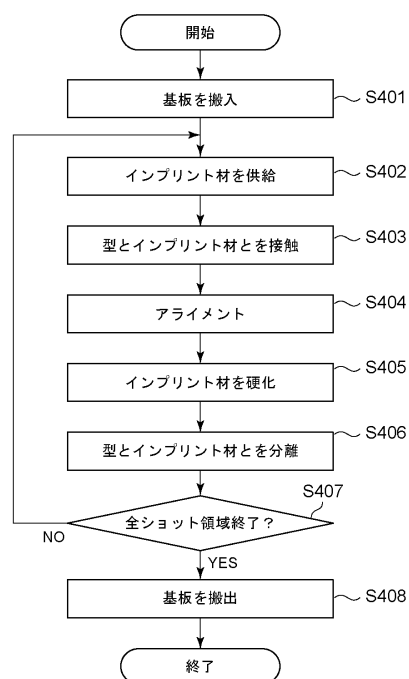 開始
基板を搬入
S401
インプリント材を供給
S402
型とインプリント材とを接触
S403
アライメント
S404
インプリント材を硬化
S405
型とインプリント材とを分離
S406
S407
全ショット領域終了？
NO
YES
基板を搬出
S408
終了